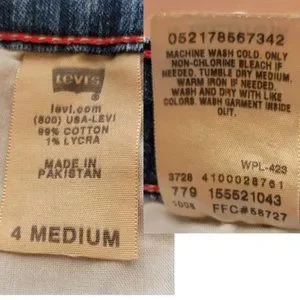 Levi's
levi.com
(800) USA-LEVI
99% COTTON
1% LYCRA
MADE IN
PAKISTAN
4 MEDIUM
052178567342
MACHINE WASH COLD. ONLY
NON-CHLORINE BLEACH IF
NEEDED. TUMBLE DRY MEDIUM.
WARM IRON IF NEEDED.
WASH AND DRY WITH LIKE
COLORS. WASH GARMENT INSIDE
OUT.
WPL-423
3728 4100028761
779 155521043
1008 FFC#58727